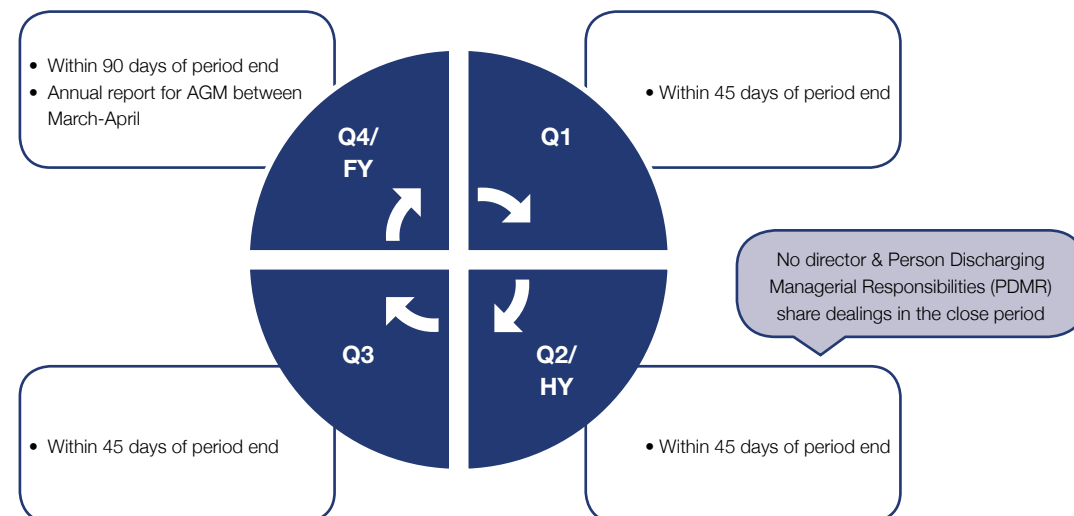 • Within 90 days of period end
• Annual report for AGM between
March-April
Q4/
FY
Q1
• Within 45 days of period end
No director & Person Discharging
Managerial Responsibilities (PDMR)
share dealings in the close period
Q3
• Within 45 days of period end
Q2/
HY
• Within 45 days of period end